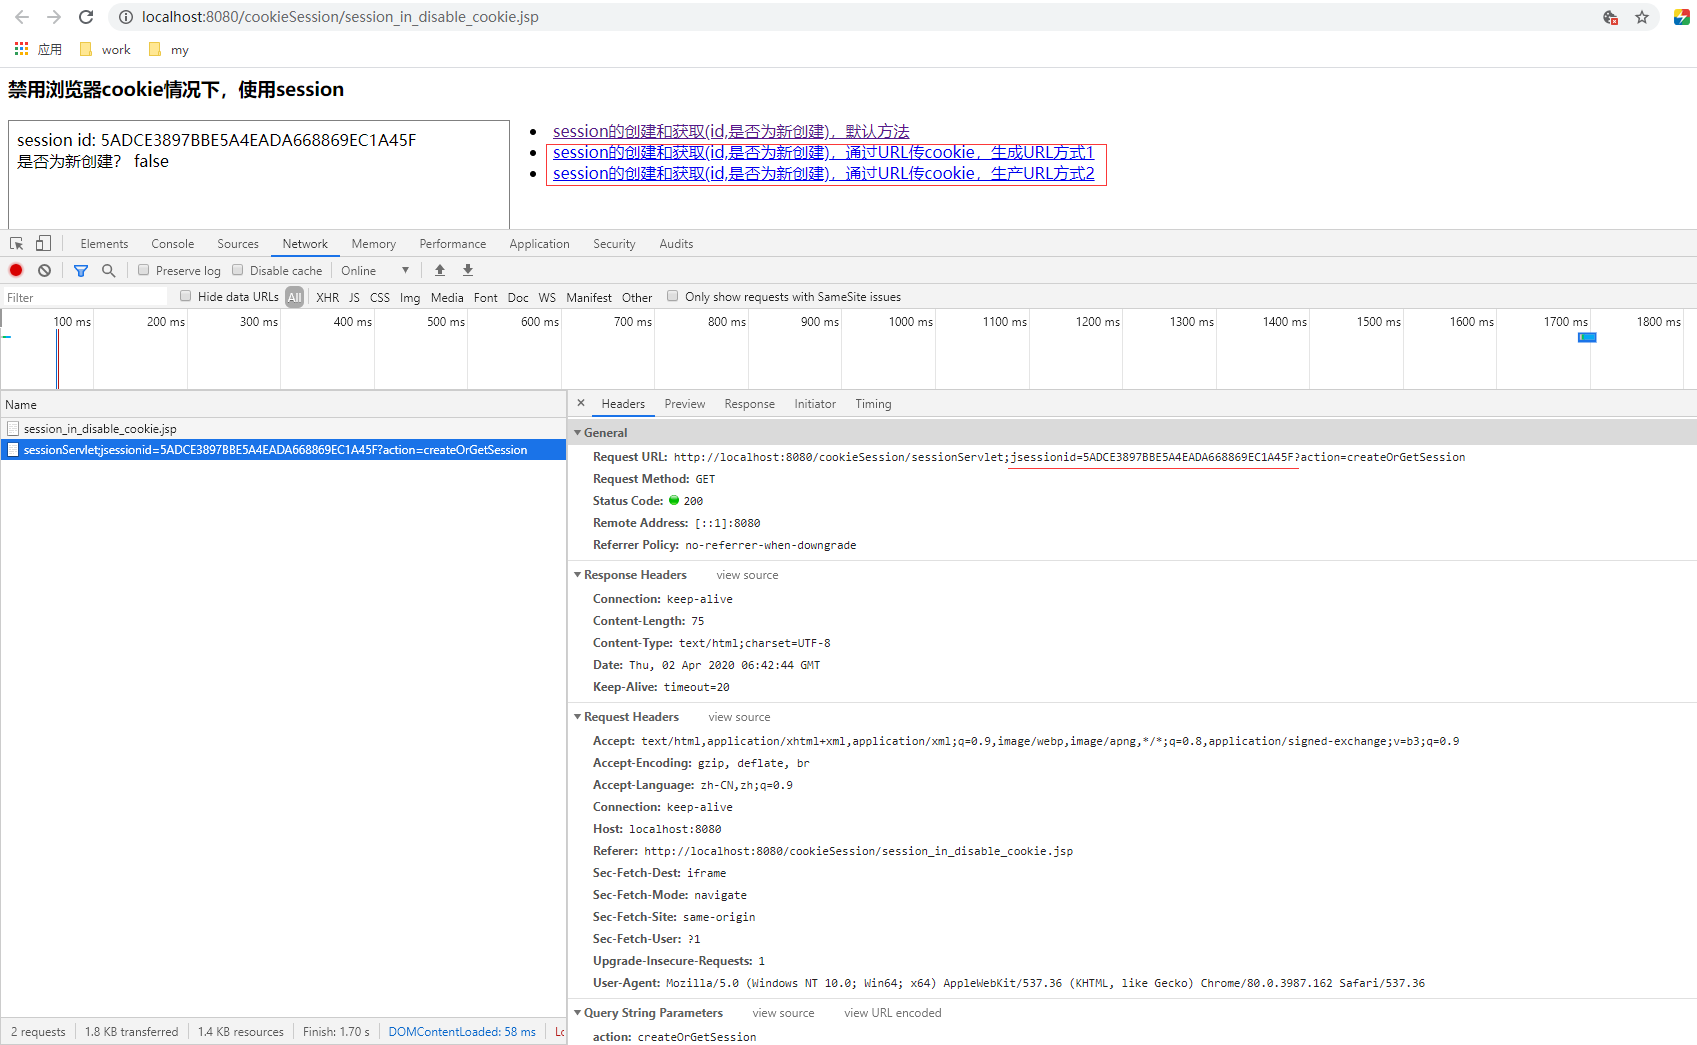 localhost:8080/cookieSession/session_in_disable_cookie.jsp
应用 work my
禁用浏览器cookie情况下，使用session
session id: 5ADCE3897BBE5A4EADA668869EC1A45F
是否为新创建？ false
session的创建和获取(id,是否为新创建)，默认方法
session的创建和获取(id,是否为新创建)，通过URL传cookie，生成URL方式1
session的创建和获取(id,是否为新创建)，通过URL传cookie，生产URL方式2
Elements Console Sources Network Memory Performance Application Security Audits
Preserve log Disable cache Online
Filter Hide data URLs All XHR JS CSS Img Media Font Doc WS Manifest Other Only show requests with SameSite issues
100 ms 200 ms 300 ms 400 ms 500 ms 600 ms 700 ms 800 ms 900 ms 1000 ms 1100 ms 1200 ms 1300 ms 1400 ms 1500 ms 1600 ms 1700 ms 1800 ms
Name
session_in_disable_cookie.jsp
sessionServlet;jsessionid=5ADCE3897BBE5A4EADA668869EC1A45F?action=createOrGetSession
Headers Preview Response Initiator Timing
General
Request URL: http://localhost:8080/cookieSession/sessionServlet;jsessionid=5ADCE3897BBE5A4EADA668869EC1A45F?action=createOrGetSession
Request Method: GET
Status Code: 200
Remote Address: [::1]:8080
Referrer Policy: no-referrer-when-downgrade
Response Headers view source
Connection: keep-alive
Content-Length: 75
Content-Type: text/html;charset=UTF-8
Date: Thu, 02 Apr 2020 06:42:44 GMT
Keep-Alive: timeout=20
Request Headers view source
Accept: text/html,application/xhtml+xml,application/xml;q=0.9,image/webp,image/apng,*/*;q=0.8,application/signed-exchange;v=b3;q=0.9
Accept-Encoding: gzip, deflate, br
Accept-Language: zh-CN,zh;q=0.9
Connection: keep-alive
Host: localhost:8080
Referer: http://localhost:8080/cookieSession/session_in_disable_cookie.jsp
Sec-Fetch-Dest: iframe
Sec-Fetch-Mode: navigate
Sec-Fetch-Site: same-origin
Sec-Fetch-User: ?1
Upgrade-Insecure-Requests: 1
User-Agent: Mozilla/5.0 (Windows NT 10.0; Win64; x64) AppleWebKit/537.36 (KHTML, like Gecko) Chrome/80.0.3987.162 Safari/537.36
Query String Parameters view source view URL encoded
action: createOrGetSession
2 requests 1.8 KB transferred 1.4 KB resources Finish: 1.70 s DOMContentLoaded: 58 ms Lo